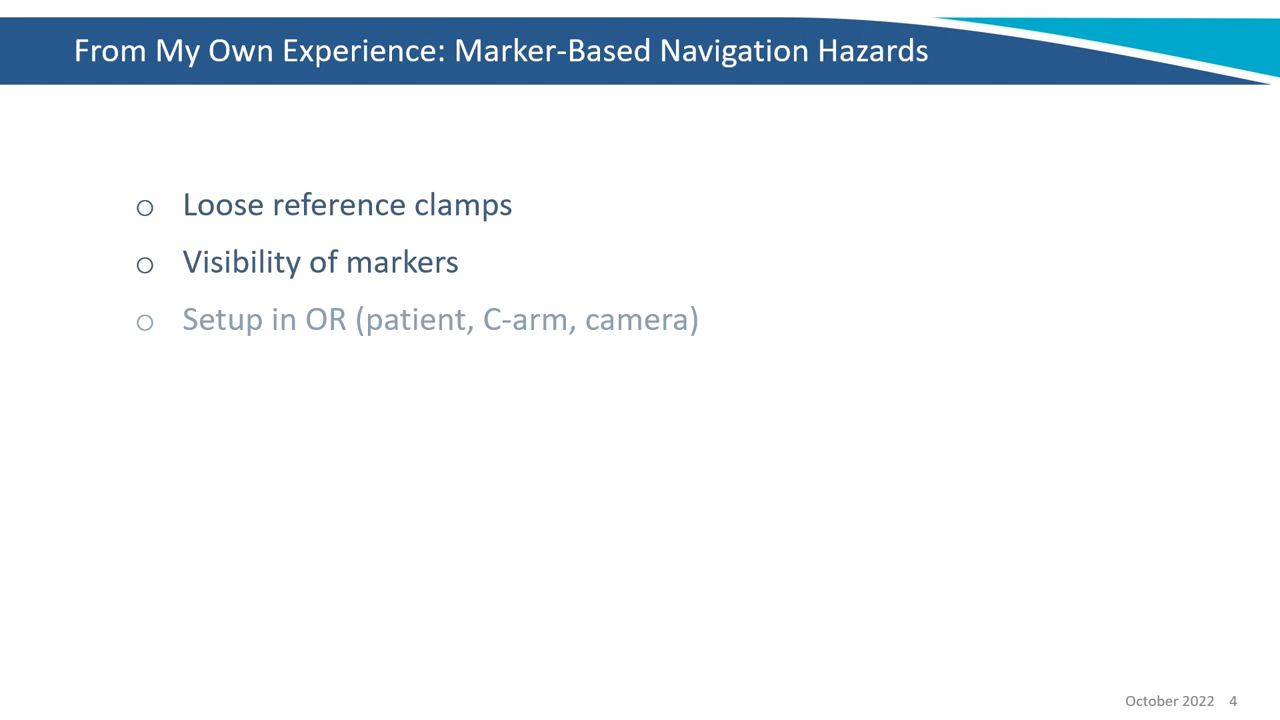 From My Own Experience: Marker-Based Navigation Hazards
o Loose reference clamps
o Visibility of markers
o Setup in OR (patient, C-arm, camera)
October 2022 4